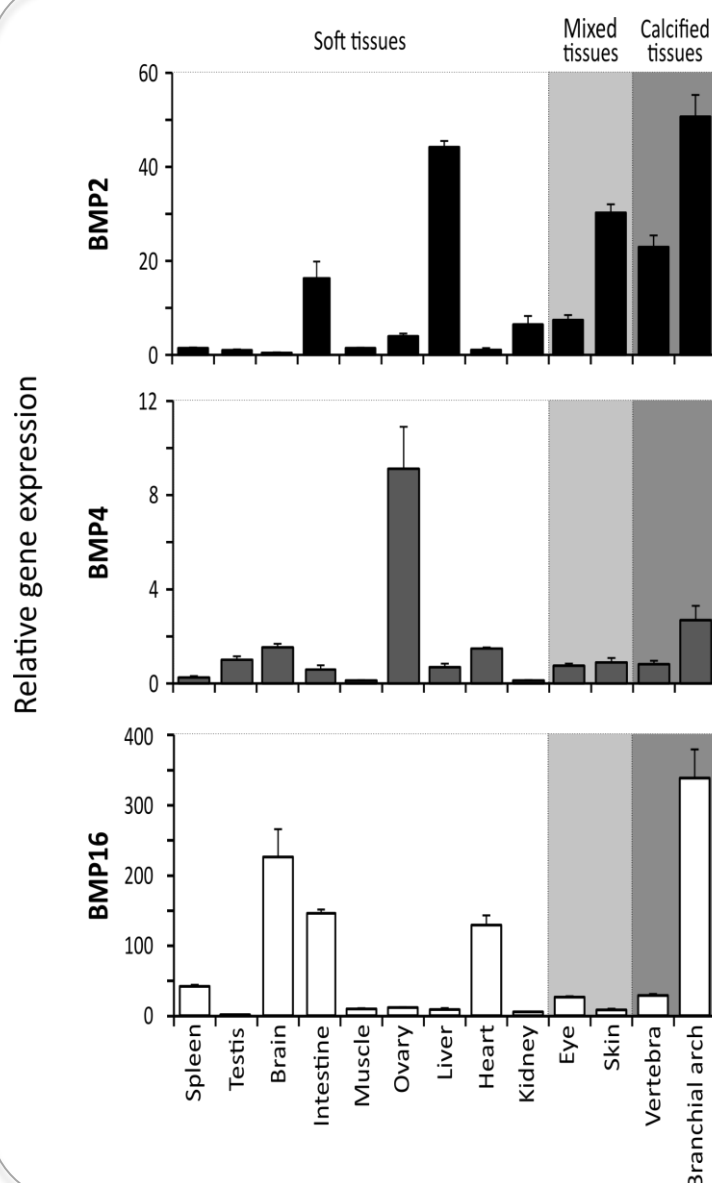 Soft tissues
Mixed
tissues
Calcified
tissues
Relative gene expression
BMP2
60
40
20
0
BMP4
12
8
4
0
BMP16
400
300
200
100
0
Spleen
Testis
Brain
Intestine
Muscle
Ovary
Liver
Heart
Kidney
Eye
Skin
Vertebra
Branchial arch